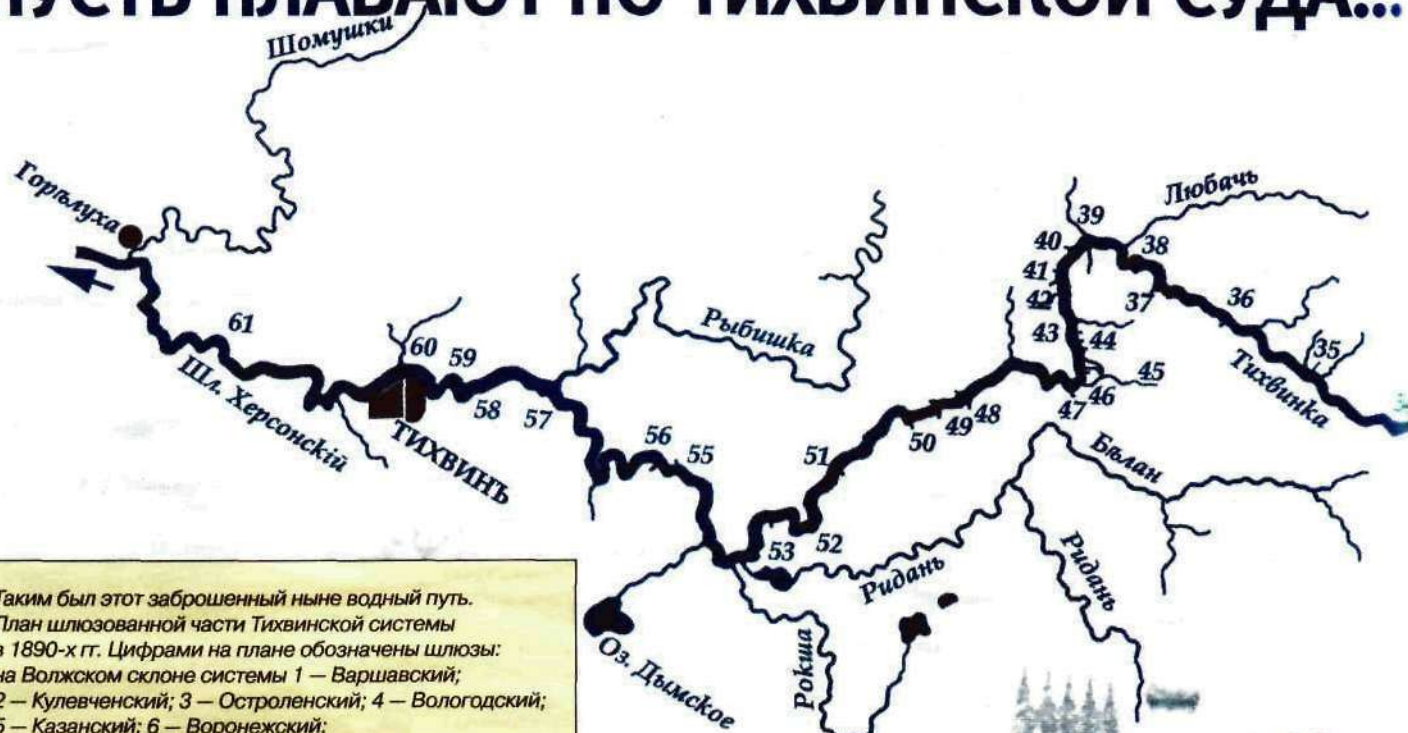 ПУСТЬ ПЛАВАЮТ ПО ТИХВИНСКОЙ СУДА...
Шомушки
Горѣлуха
Любачь
39
40
38
41
42
37
36
43
44
35
Тихвинка
45
46
47
Рыбишка
61
60
59
58
57
Шл. Херсонскій
ТИХВИНЪ
56
55
51
50
49
48
Бѣлан
53
52
Ридань
Ридань
Рокша
Оз. Дымское
Таким был этот заброшенный ныне водный путь.
План шлюзованной части Тихвинской системы
в 1890-х гг. Цифрами на плане обозначены шлюзы:
на Волжском склоне системы 1 — Варшавский;
2 — Кулевченский; 3 — Остроленский; 4 — Вологодский;
5 — Казанский; 6 — Воронежский;